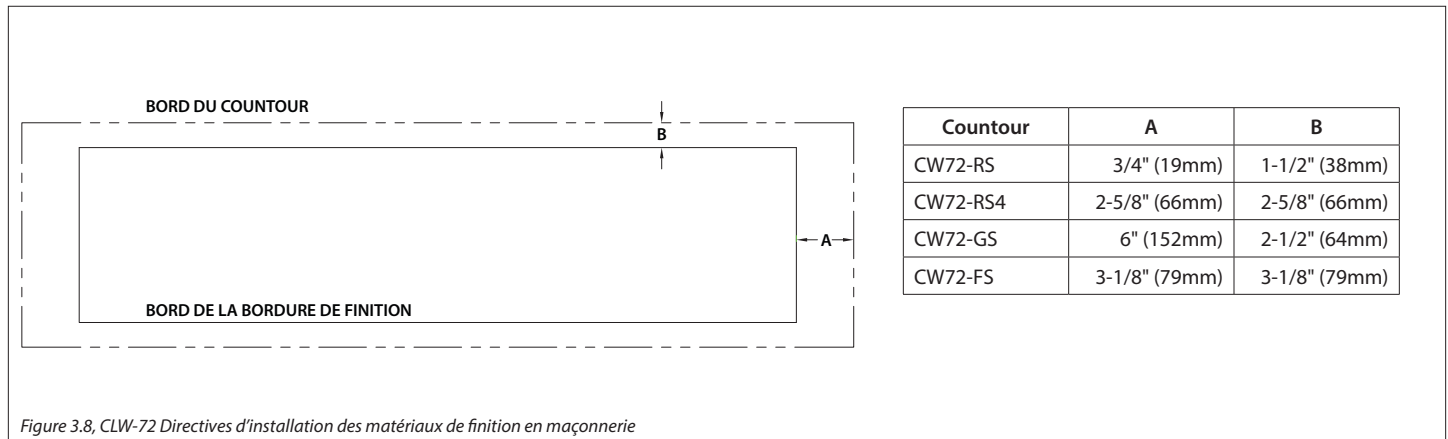 BORD DU COUNTOUR
B
A
BORD DE LA BORDURE DE FINITION
Countour A B
CW72-RS 3/4" (19mm) 1-1/2" (38mm)
CW72-RS4 2-5/8" (66mm) 2-5/8" (66mm)
CW72-GS 6" (152mm) 2-1/2" (64mm)
CW72-FS 3-1/8" (79mm) 3-1/8" (79mm)
Figure 3.8, CLW-72 Directives d’installation des matériaux de finition en maçonnerie